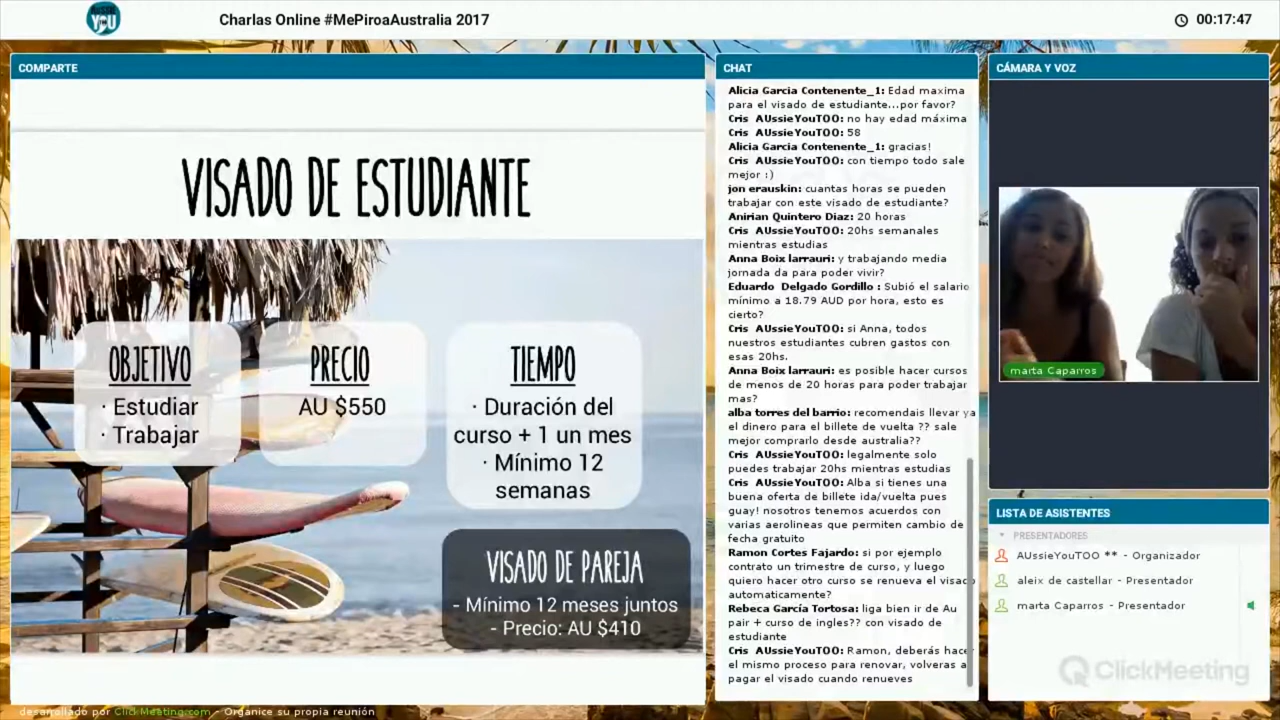 AUSSIE
YOU
TOO
Charlas Online #MePiroaAustralia 2017
00:17:47
COMPARTE
VISADO DE ESTUDIANTE
OBJETIVO
· Estudiar
· Trabajar
PRECIO
AU $550
TIEMPO
· Duración del
curso + 1 un mes
· Mínimo 12
semanas
VISADO DE PAREJA
- Mínimo 12 meses juntos
- Precio: AU $410
CHAT
Alicia Garcia Contenente_1: Edad maxima
para el visado de estudiante...por favor?
Cris AUssieYouTOO: no hay edad máxima
Cris AUssieYouTOO: 58
Alicia Garcia Contenente_1: gracias!
Cris AUssieYouTOO: con tiempo todo sale
mejor :)
jon erauskin: cuantas horas se pueden
trabajar con este visado de estudiante?
Anirian Quintero Diaz: 20 horas
Cris AUssieYouTOO: 20hs semanales
mientras estudias
Anna Boix larrauri: y trabajando media
jornada da para poder vivir?
Eduardo Delgado Gordillo : Subió el salario
mínimo a 18.79 AUD por hora, esto es
cierto?
Cris AUssieYouTOO: si Anna, todos
nuestros estudiantes cubren gastos con
esas 20hs.
Anna Boix larrauri: es posible hacer cursos
de menos de 20 horas para poder trabajar
mas?
alba torres del barrio: recomendais llevar ya
el dinero para el billete de vuelta ?? sale
mejor comprarlo desde australia??
Cris AUssieYouTOO: legalmente solo
puedes trabajar 20hs mientras estudias
Cris AUssieYouTOO: Alba si tienes una
buena oferta de billete ida/vuelta pues
guay! nosotros tenemos acuerdos con
varias aerolineas que permiten cambio de
fecha gratuito
Ramon Cortes Fajardo: si por ejemplo
contrato un trimestre de curso, y luego
quiero hacer otro curso se renueva el visado
automaticamente?
Rebeca García Tortosa: liga bien ir de Au
pair + curso de ingles?? con visado de
estudiante
Cris AUssieYouTOO: Ramon, deberás hacer
el mismo proceso para renovar, volveras a
pagar el visado cuando renueves
CÁMARA Y VOZ
marta Caparros
LISTA DE ASISTENTES
PRESENTADORES
AUssieYouTOO ** - Organizador
aleix de castellar - Presentador
marta Caparros - Presentador
ClickMeeting
desarrollado por ClickMeeting.com - Organice su propia reunión